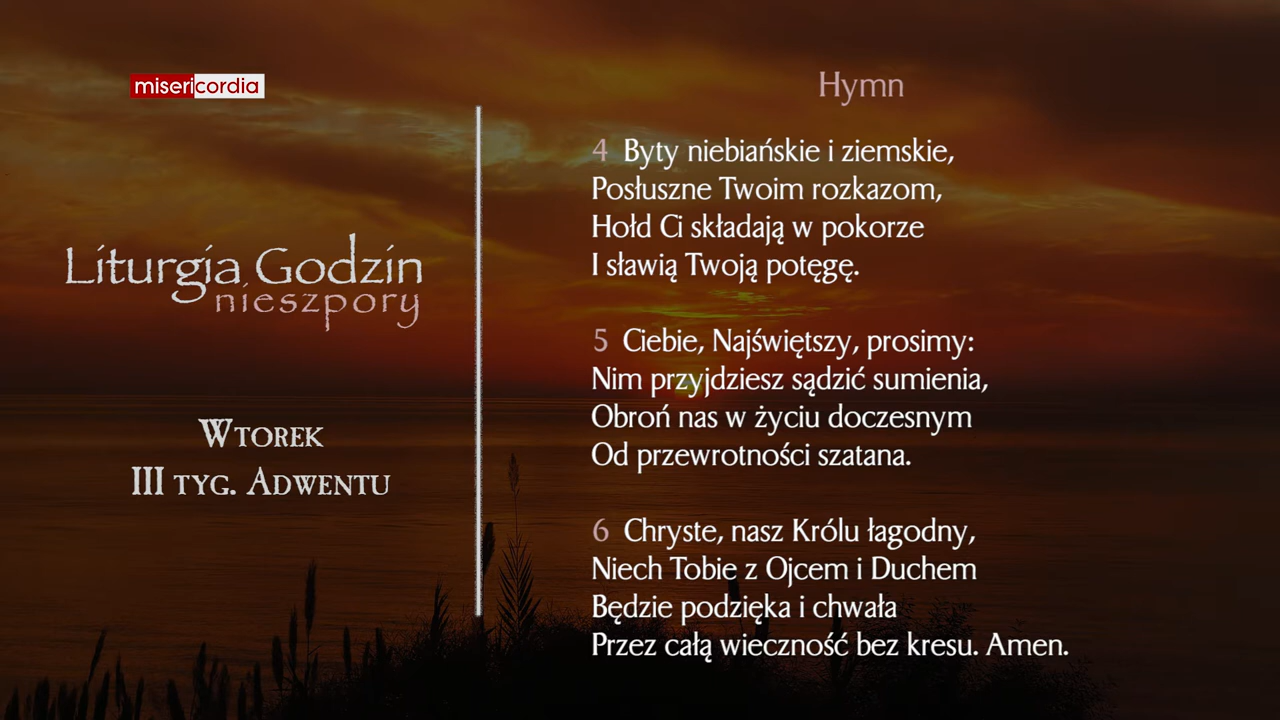 misericordia
Liturgia Godzin
nieszpory
Wtorek
III tyg. Adwentu
Hymn
4 Byty niebiańskie i ziemskie,
Posłuszne Twoim rozkazom,
Hołd Ci składają w pokorze
I sławią Twoją potęgę.
5 Ciebie, Najświętszy, prosimy:
Nim przyjdziesz sądzić sumienia,
Obroń nas w życiu doczesnym
Od przewrotności szatana.
6 Chryste, nasz Królu łagodny,
Niech Tobie z Ojcem i Duchem
Będzie podzięka i chwała
Przez całą wieczność bez kresu. Amen.